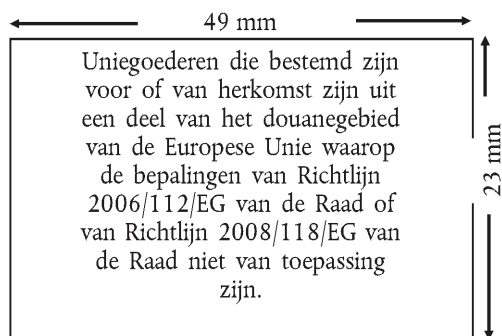 49 mm
Uniegoederen die bestemd zijn
voor of van herkomst zijn uit
een deel van het douanegebied
van de Europese Unie waarop
de bepalingen van Richtlijn
2006/112/EG van de Raad of
van Richtlijn 2008/118/EG van
de Raad niet van toepassing
zijn.
23 mm